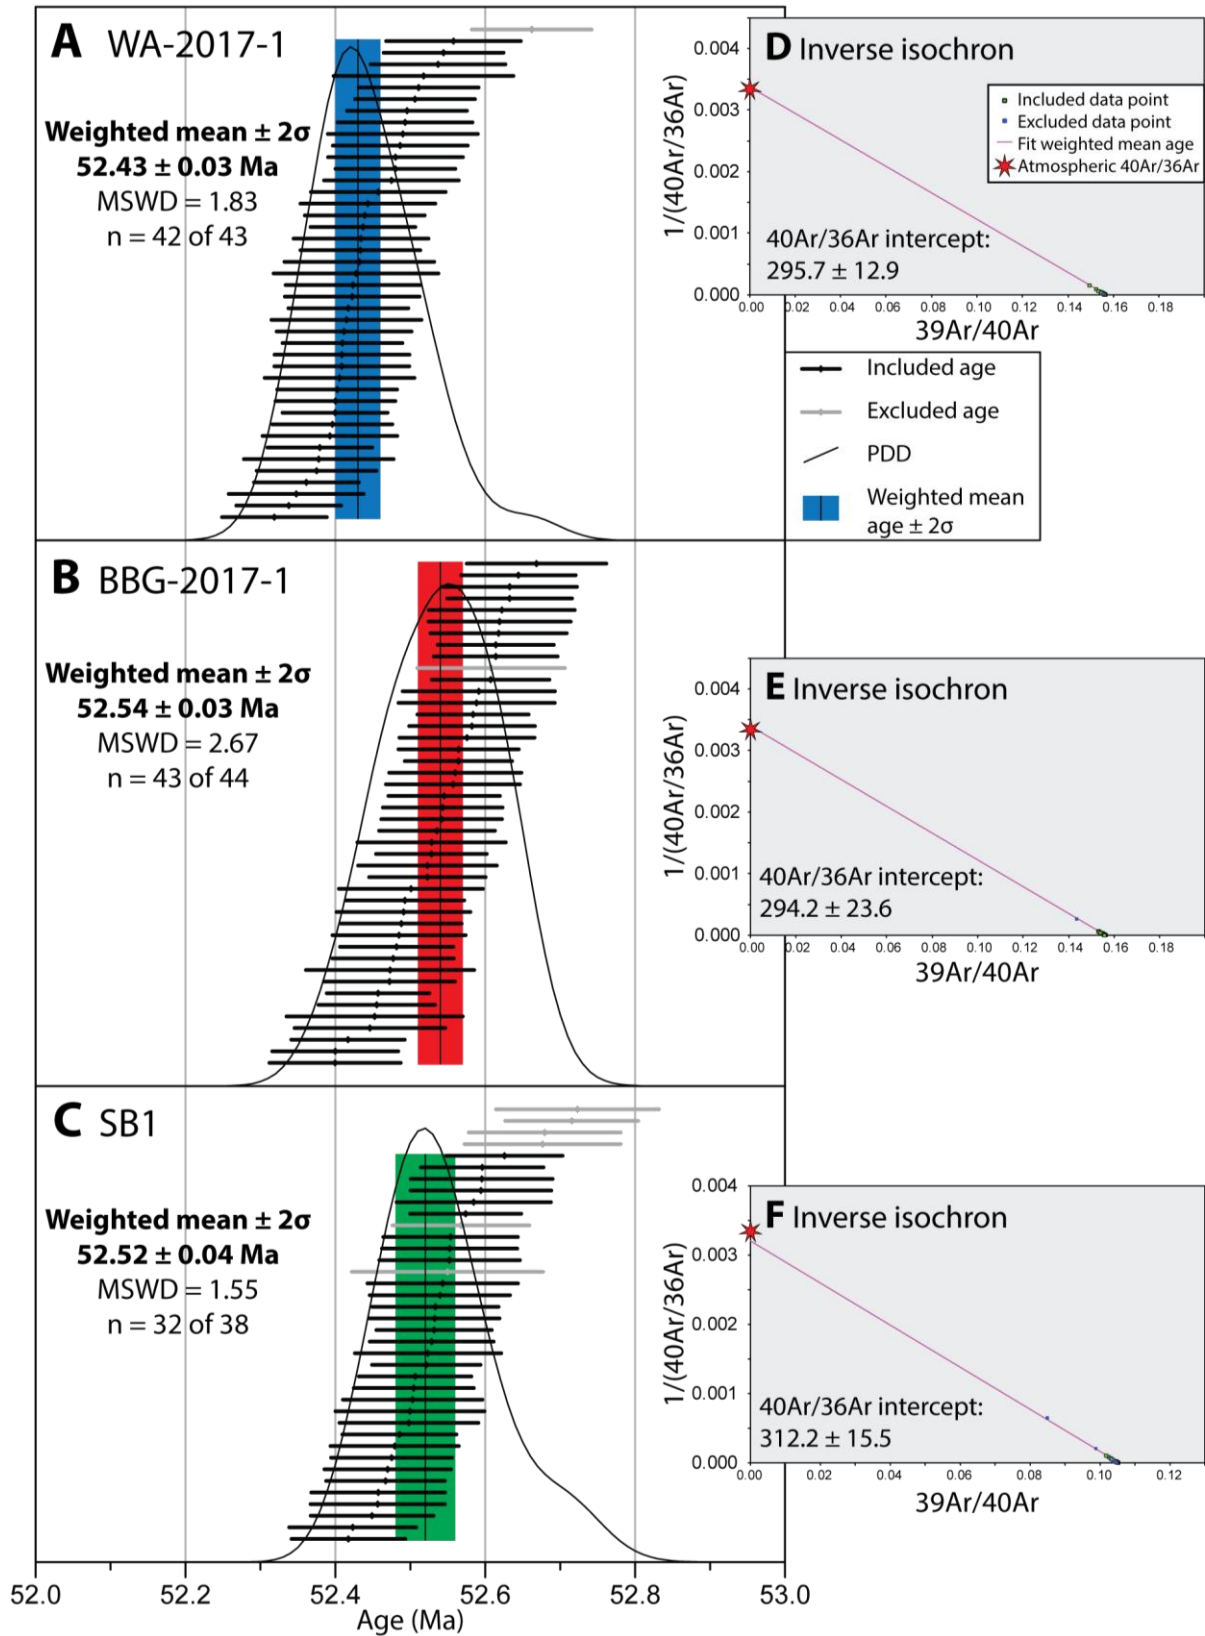 A WA-2017-1
Weighted mean ± 2σ
52.43 ± 0.03 Ma
MSWD = 1.83
n = 42 of 43
B BBG-2017-1
Weighted mean ± 2σ
52.54 ± 0.03 Ma
MSWD = 2.67
n = 43 of 44
C SB1
Weighted mean ± 2σ
52.52 ± 0.04 Ma
MSWD = 1.55
n = 32 of 38
52.0 52.2 52.4 52.6 52.8 53.0
Age (Ma)
D Inverse isochron
Included data point
Excluded data point
Fit weighted mean age
Atmospheric 40Ar/36Ar
1/(40Ar/36Ar)
0.004
0.003
0.002
0.001
0.000
40Ar/36Ar intercept:
295.7 ± 12.9
0.00 0.02 0.04 0.06 0.08 0.10 0.12 0.14 0.16 0.18
39Ar/40Ar
Included age
Excluded age
PDD
Weighted mean
age ± 2σ
E Inverse isochron
1/(40Ar/36Ar)
0.004
0.003
0.002
0.001
0.000
40Ar/36Ar intercept:
294.2 ± 23.6
0.00 0.02 0.04 0.06 0.08 0.10 0.12 0.14 0.16 0.18
39Ar/40Ar
F Inverse isochron
1/(40Ar/36Ar)
0.004
0.003
0.002
0.001
0.000
40Ar/36Ar intercept:
312.2 ± 15.5
0.00 0.02 0.04 0.06 0.08 0.10 0.12
39Ar/40Ar